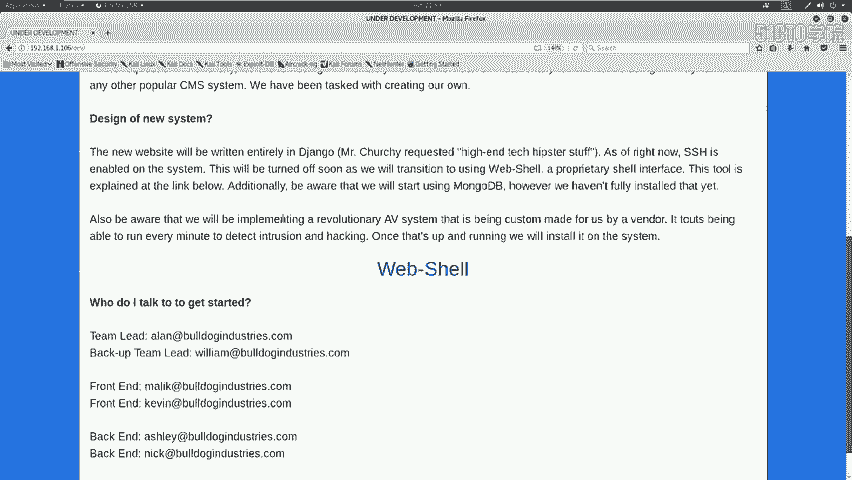 UNDER DEVELOPMENT - Mozilla Firefox
UNDER DEVELOPMENT
51CTO学院
Search
Most Visited Offensive Security Kali Linux Kali Docs Kali Tools Exploit-DB Aircrack-ng Kali Forums NetHunter Getting Started
any other popular CMS system. We have been tasked with creating our own.
Design of new system?
The new website will be written entirely in Django (Mr. Churchy requested "high-end tech hipster stuff"). As of right now, SSH is
enabled on the system. This will be turned off soon as we will transition to using Web-Shell, a proprietary shell interface. This tool is
explained at the link below. Additionally, be aware that we will start using MongoDB, however we haven't fully installed that yet.
Also be aware that we will be implementing a revolutionary AV system that is being custom made for us by a vendor. It touts being
able to run every minute to detect intrusion and hacking. Once that's up and running we will install it on the system.
Web-Shell
Who do I talk to to get started?
Team Lead: alan@bulldogindustries.com
Back-up Team Lead: william@bulldogindustries.com
Front End: malik@bulldogindustries.com
Front End: kevin@bulldogindustries.com
Back End: ashley@bulldogindustries.com
Back End: nick@bulldogindustries.com